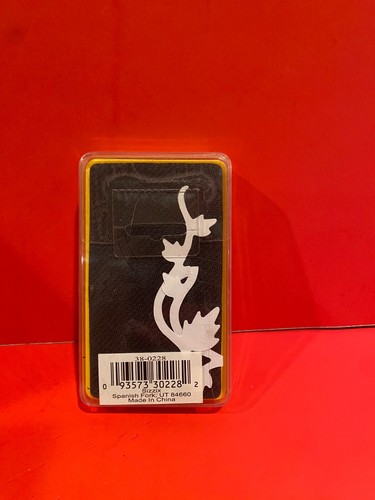 38-0228
0 93573 30228 2
Sizzix
Spanish Fork, UT 84660
Made In China